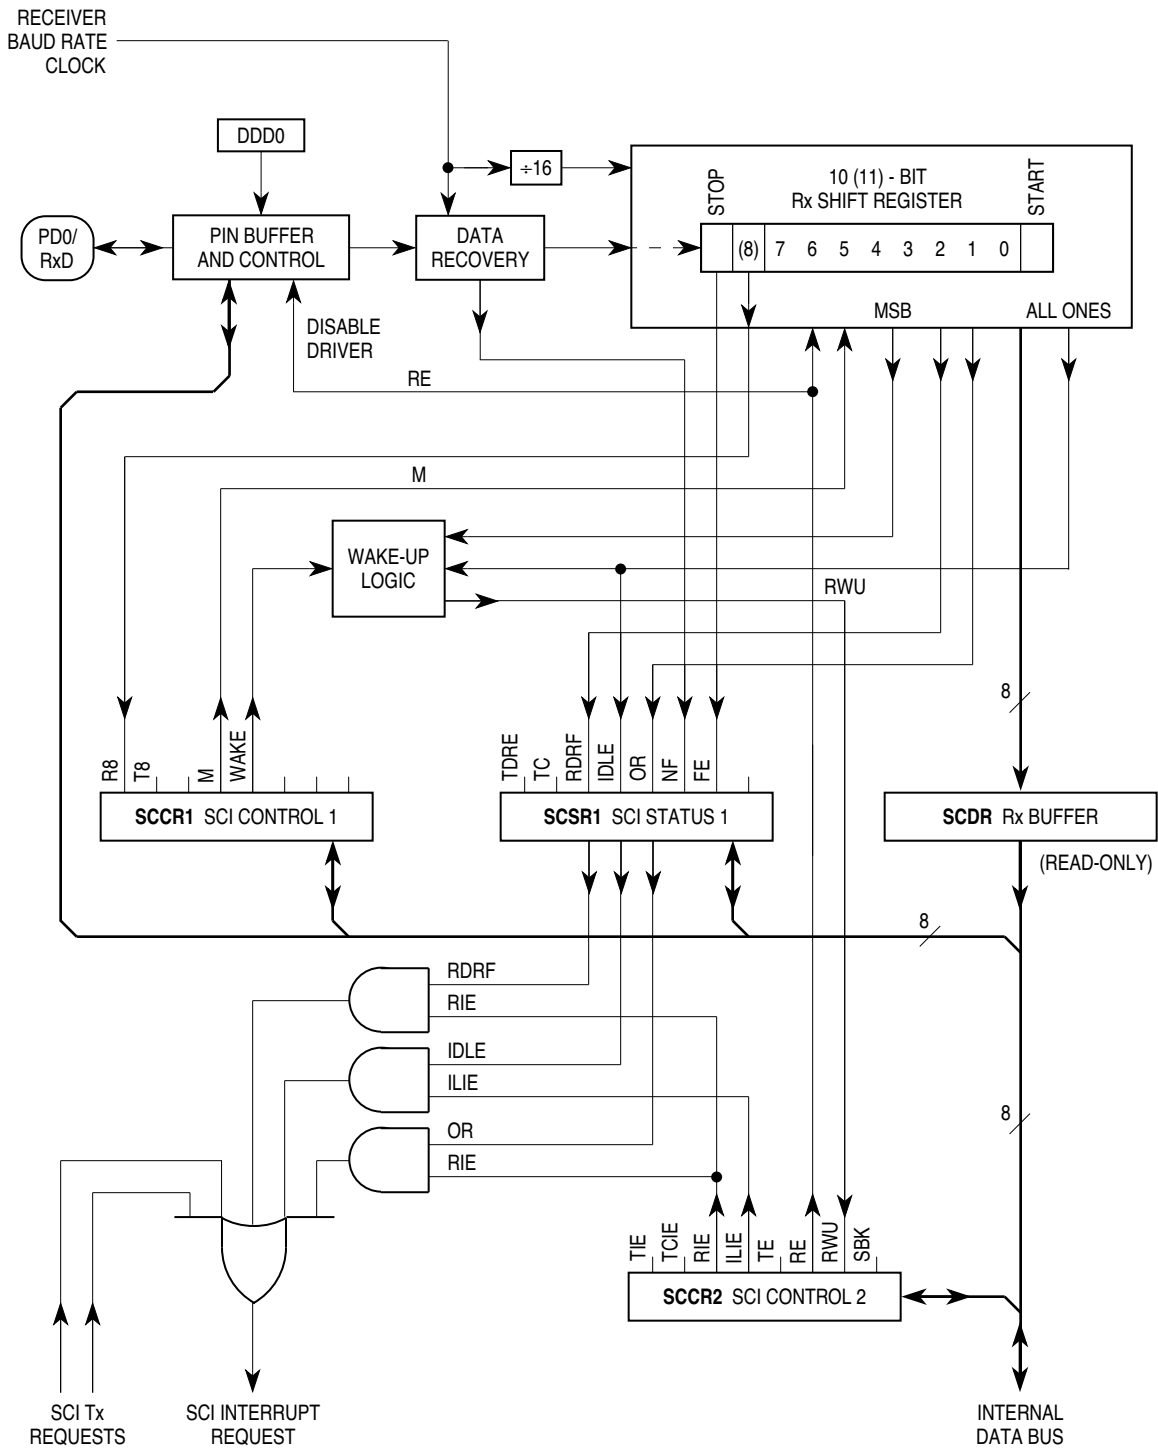 RECEIVER
BAUD RATE
CLOCK
DDD0
÷16
10 (11) - BIT
Rx SHIFT REGISTER
STOP
START
(8) 7 6 5 4 3 2 1 0
PD0/
RxD
PIN BUFFER
AND CONTROL
DATA
RECOVERY
MSB
ALL ONES
DISABLE
DRIVER
RE
M
WAKE-UP
LOGIC
RWU
8
R8
T8
M
WAKE
TDRE
TC
RDRF
IDLE
OR
NF
FE
SCCR1 SCI CONTROL 1
SCSR1 SCI STATUS 1
SCDR Rx BUFFER
(READ-ONLY)
8
RDRF
RIE
IDLE
ILIE
OR
RIE
8
TIE
TCIE
RIE
ILIE
TE
RE
RWU
SBK
SCCR2 SCI CONTROL 2
SCI Tx
REQUESTS
SCI INTERRUPT
REQUEST
INTERNAL
DATA BUS